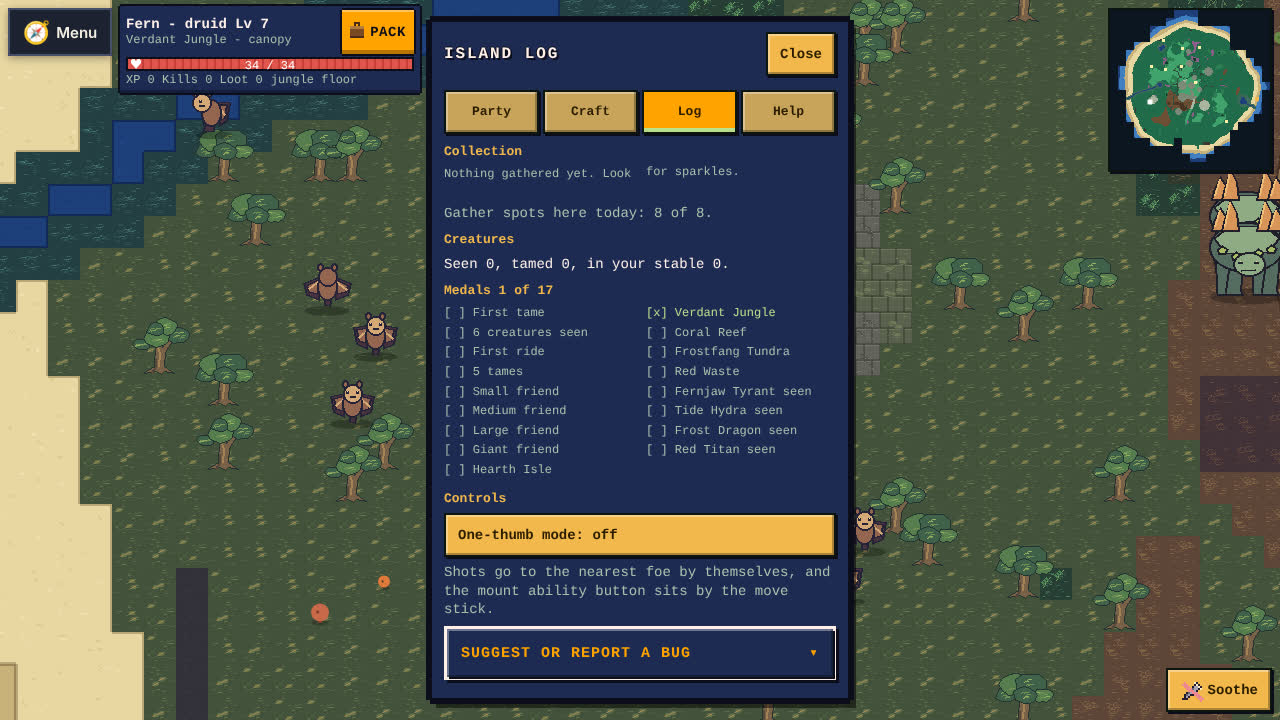 Menu
Fern - druid Lv 7
Verdant Jungle - canopy
PACK
34 / 34
XP 0 Kills 0 Loot 0 jungle floor
ISLAND LOG
Close
Party
Craft
Log
Help
Collection
Nothing gathered yet. Look for sparkles.
Gather spots here today: 8 of 8.
Creatures
Seen 0, tamed 0, in your stable 0.
Medals 1 of 17
[ ] First tame
[x] Verdant Jungle
[ ] 6 creatures seen
[ ] Coral Reef
[ ] First ride
[ ] Frostfang Tundra
[ ] 5 tames
[ ] Red Waste
[ ] Small friend
[ ] Fernjaw Tyrant seen
[ ] Medium friend
[ ] Tide Hydra seen
[ ] Large friend
[ ] Frost Dragon seen
[ ] Giant friend
[ ] Red Titan seen
[ ] Hearth Isle
Controls
One-thumb mode: off
Shots go to the nearest foe by themselves, and
the mount ability button sits by the move
stick.
SUGGEST OR REPORT A BUG
Soothe